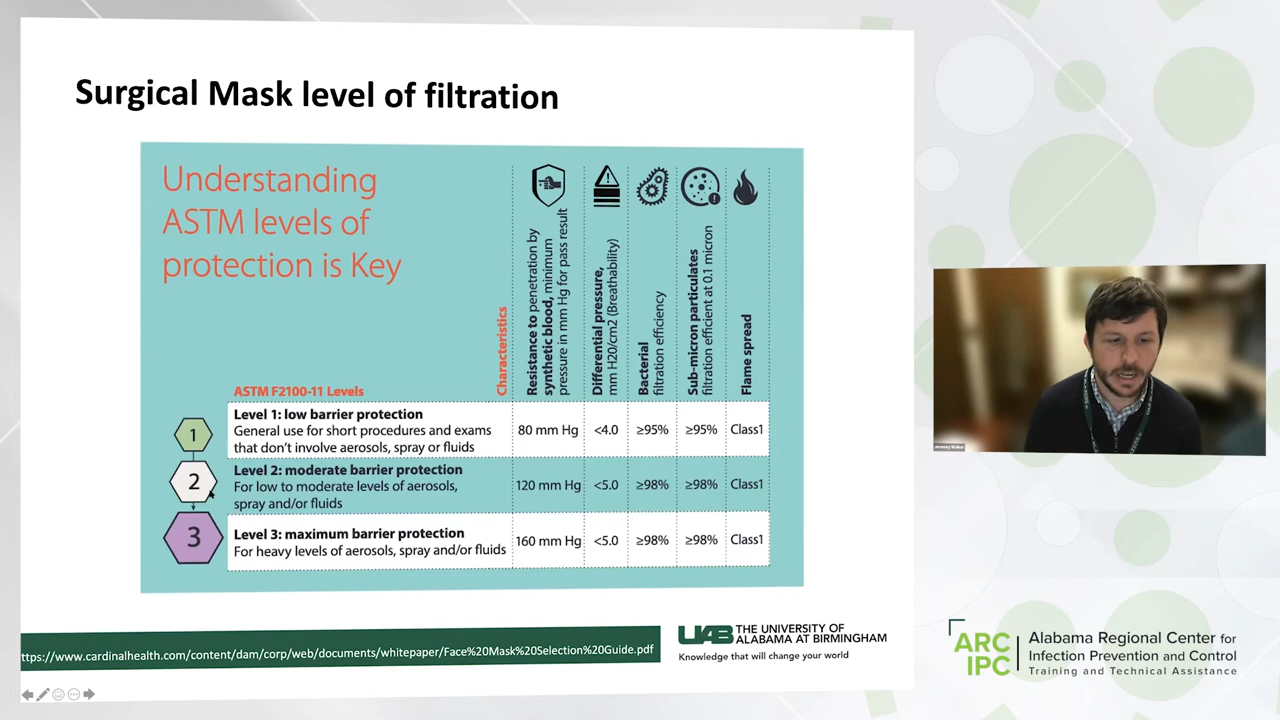 Surgical Mask level of filtration
Understanding
ASTM levels of
protection is Key
Characteristics
Resistance to penetration by
synthetic blood, minimum
pressure in mm Hg for pass result
Differential pressure,
mm H20/cm2 (Breathability)
Bacterial
filtration efficiency
Sub-micron particulates
filtration efficient at 0.1 micron
Flame spread
ASTM F2100-11 Levels
1
Level 1: low barrier protection
General use for short procedures and exams
that don't involve aerosols, spray or fluids
80 mm Hg
<4.0
≥95%
≥95%
Class1
2
Level 2: moderate barrier protection
For low to moderate levels of aerosols,
spray and/or fluids
120 mm Hg
<5.0
≥98%
≥98%
Class1
3
Level 3: maximum barrier protection
For heavy levels of aerosols, spray and/or fluids
160 mm Hg
<5.0
≥98%
≥98%
Class1
ttps://www.cardinalhealth.com/content/dam/corp/web/documents/whitepaper/Face%20Mask%20Selection%20Guide.pdf
UAB THE UNIVERSITY OF
ALABAMA AT BIRMINGHAM
Knowledge that will change your world
Jeremey Walker
ARC
IPC
Alabama Regional Center for
Infection Prevention and Control
Training and Technical Assistance